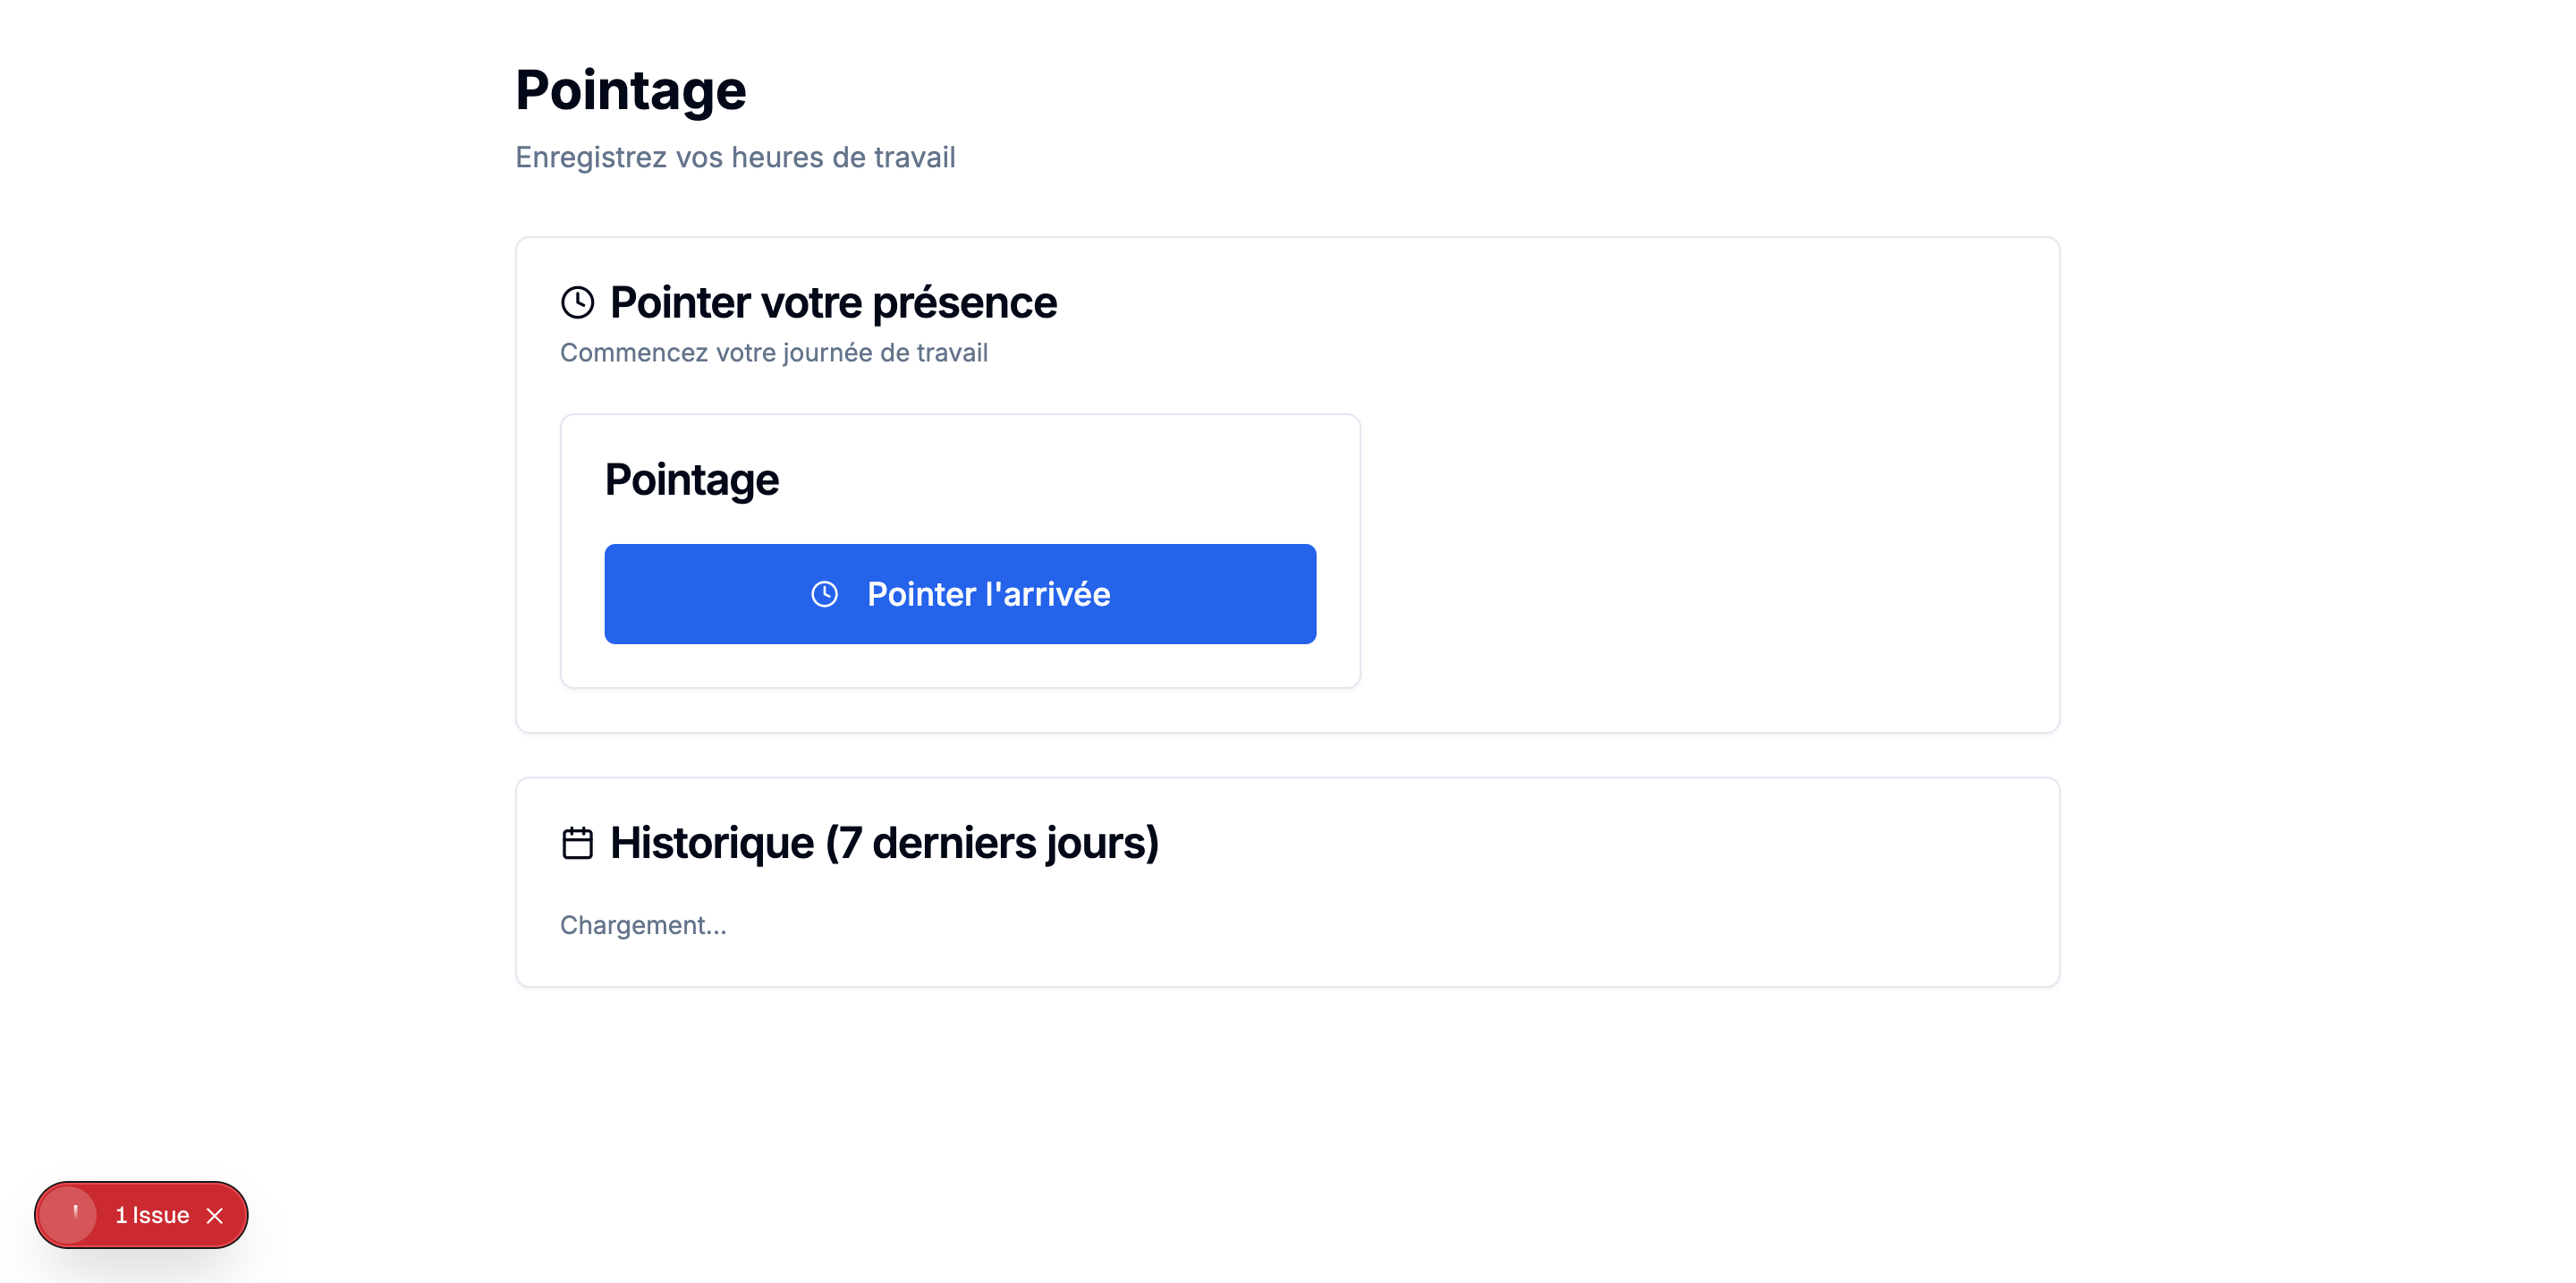 Pointage
Enregistrez vos heures de travail
Pointer votre présence
Commencez votre journée de travail
Pointage
Pointer l'arrivée
Historique (7 derniers jours)
Chargement...
1 Issue